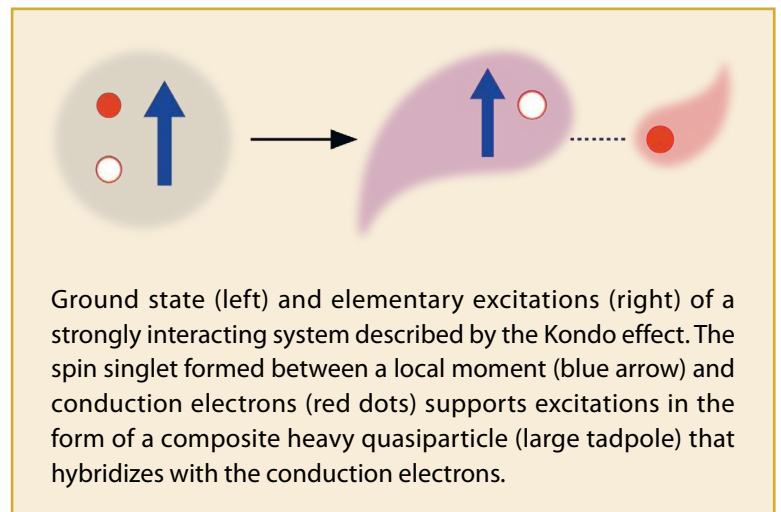 Ground state (left) and elementary excitations (right) of a
strongly interacting system described by the Kondo effect. The
spin singlet formed between a local moment (blue arrow) and
conduction electrons (red dots) supports excitations in the
form of a composite heavy quasiparticle (large tadpole) that
hybridizes with the conduction electrons.